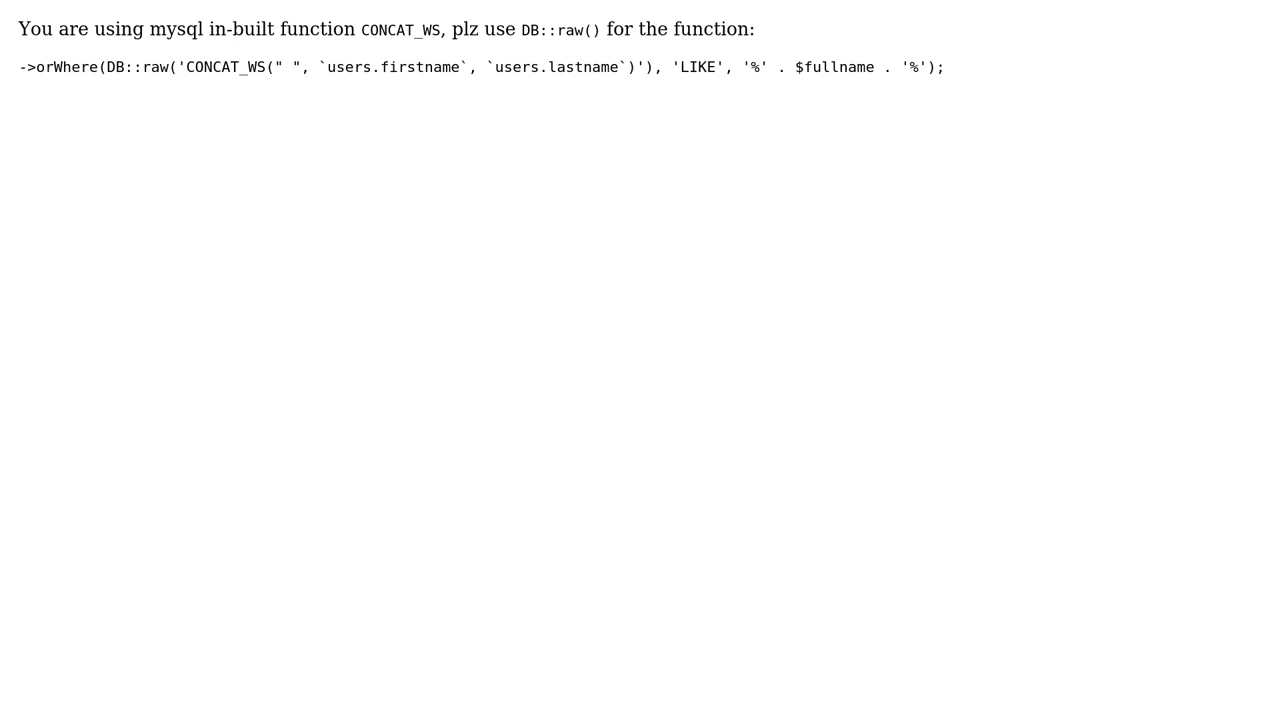 You are using mysql in-built function CONCAT_WS, plz use DB::raw() for the function:
->orWhere(DB::raw('CONCAT_WS(" ", `users.firstname`, `users.lastname`)'), 'LIKE', '%' . $fullname . '%');